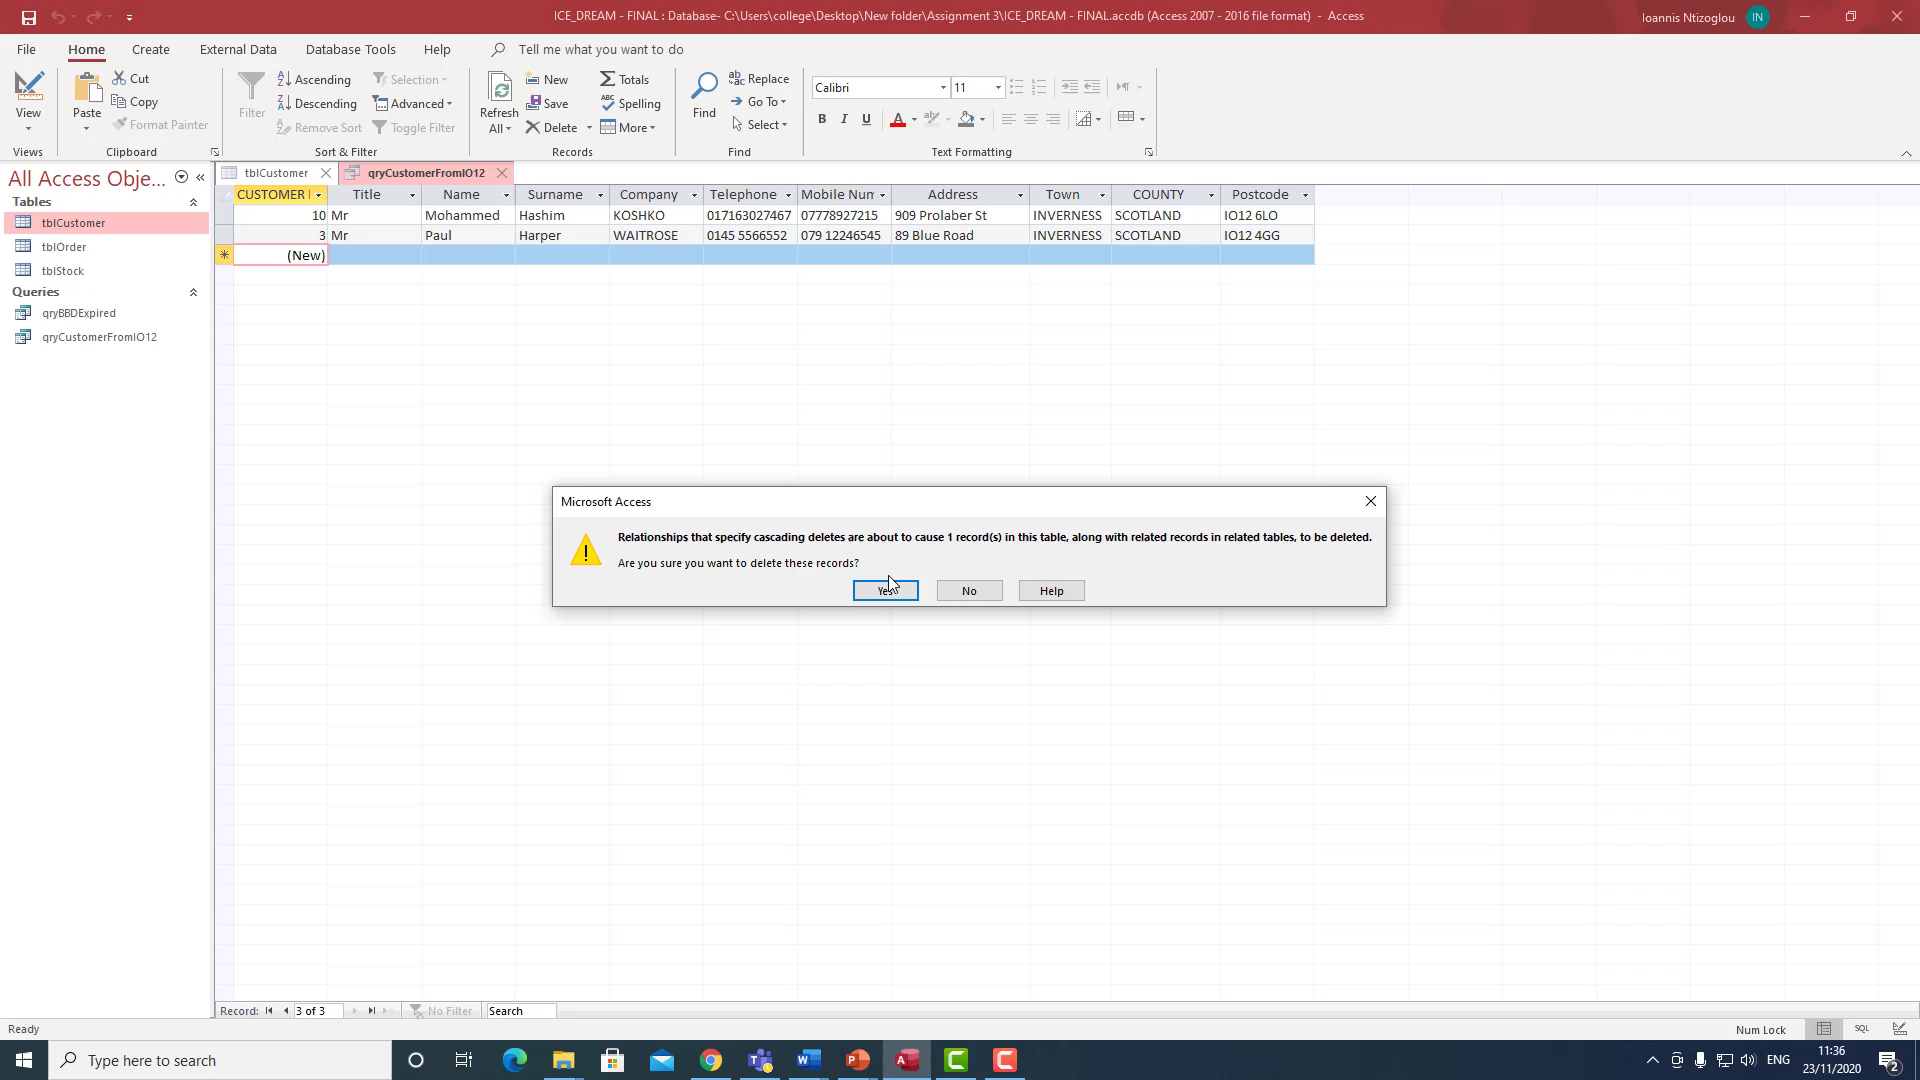 ICE_DREAM - FINAL : Database- C:\Users\college\Desktop\New folder\Assignment 3\ICE_DREAM - FINAL.accdb (Access 2007 - 2016 file format) - Access
Ioannis Ntizoglou IN
File Home Create External Data Database Tools Help Tell me what you want to do
View
Views
Paste
Cut
Copy
Format Painter
Clipboard
Filter
Ascending
Descending
Remove Sort
Selection
Advanced
Toggle Filter
Sort & Filter
Refresh
All
New
Save
Delete
Totals
Spelling
More
Records
Find
Replace
Go To
Select
Find
Calibri 11
B I U A
Text Formatting
All Access Obje...
Tables
tblCustomer
tblOrder
tblStock
Queries
qryBBDExpired
qryCustomerFromIO12
tblCustomer qryCustomerFromIO12
CUSTOMER Title Name Surname Company Telephone Mobile Num Address Town COUNTY Postcode
10 Mr Mohammed Hashim KOSHKO 017163027467 07778927215 909 Prolaber St INVERNESS SCOTLAND IO12 6LO
3 Mr Paul Harper WAITROSE 0145 5566552 079 12246545 89 Blue Road INVERNESS SCOTLAND IO12 4GG
(New)
Microsoft Access
Relationships that specify cascading deletes are about to cause 1 record(s) in this table, along with related records in related tables, to be deleted.
Are you sure you want to delete these records?
Yes No Help
Record: 3 of 3 No Filter Search
Ready
Num Lock SQL
Type here to search
ENG
11:36
23/11/2020
2